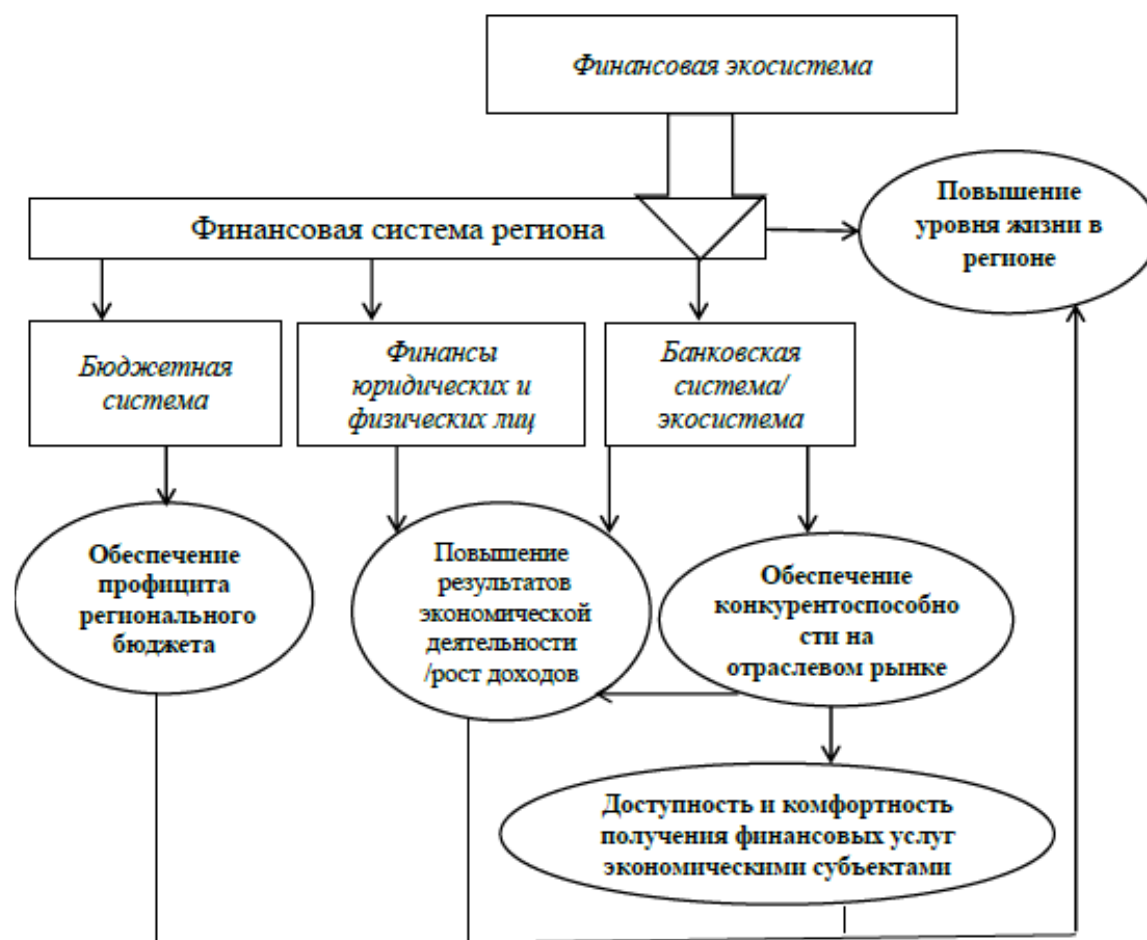 Финансовая экосистема
Повышение
уровня жизни в
регионе
Финансовая система региона
Бюджетная
система
Финансы
юридических и
физических лиц
Банковская
система/
экосистема
Обеспечение
профицита
регионального
бюджета
Повышение
результатов
экономической
деятельности
/рост доходов
Обеспечение
конкурентоспособно
сти на
отраслевом рынке
Доступность и комфортность
получения финансовых услуг
экономическими субъектами